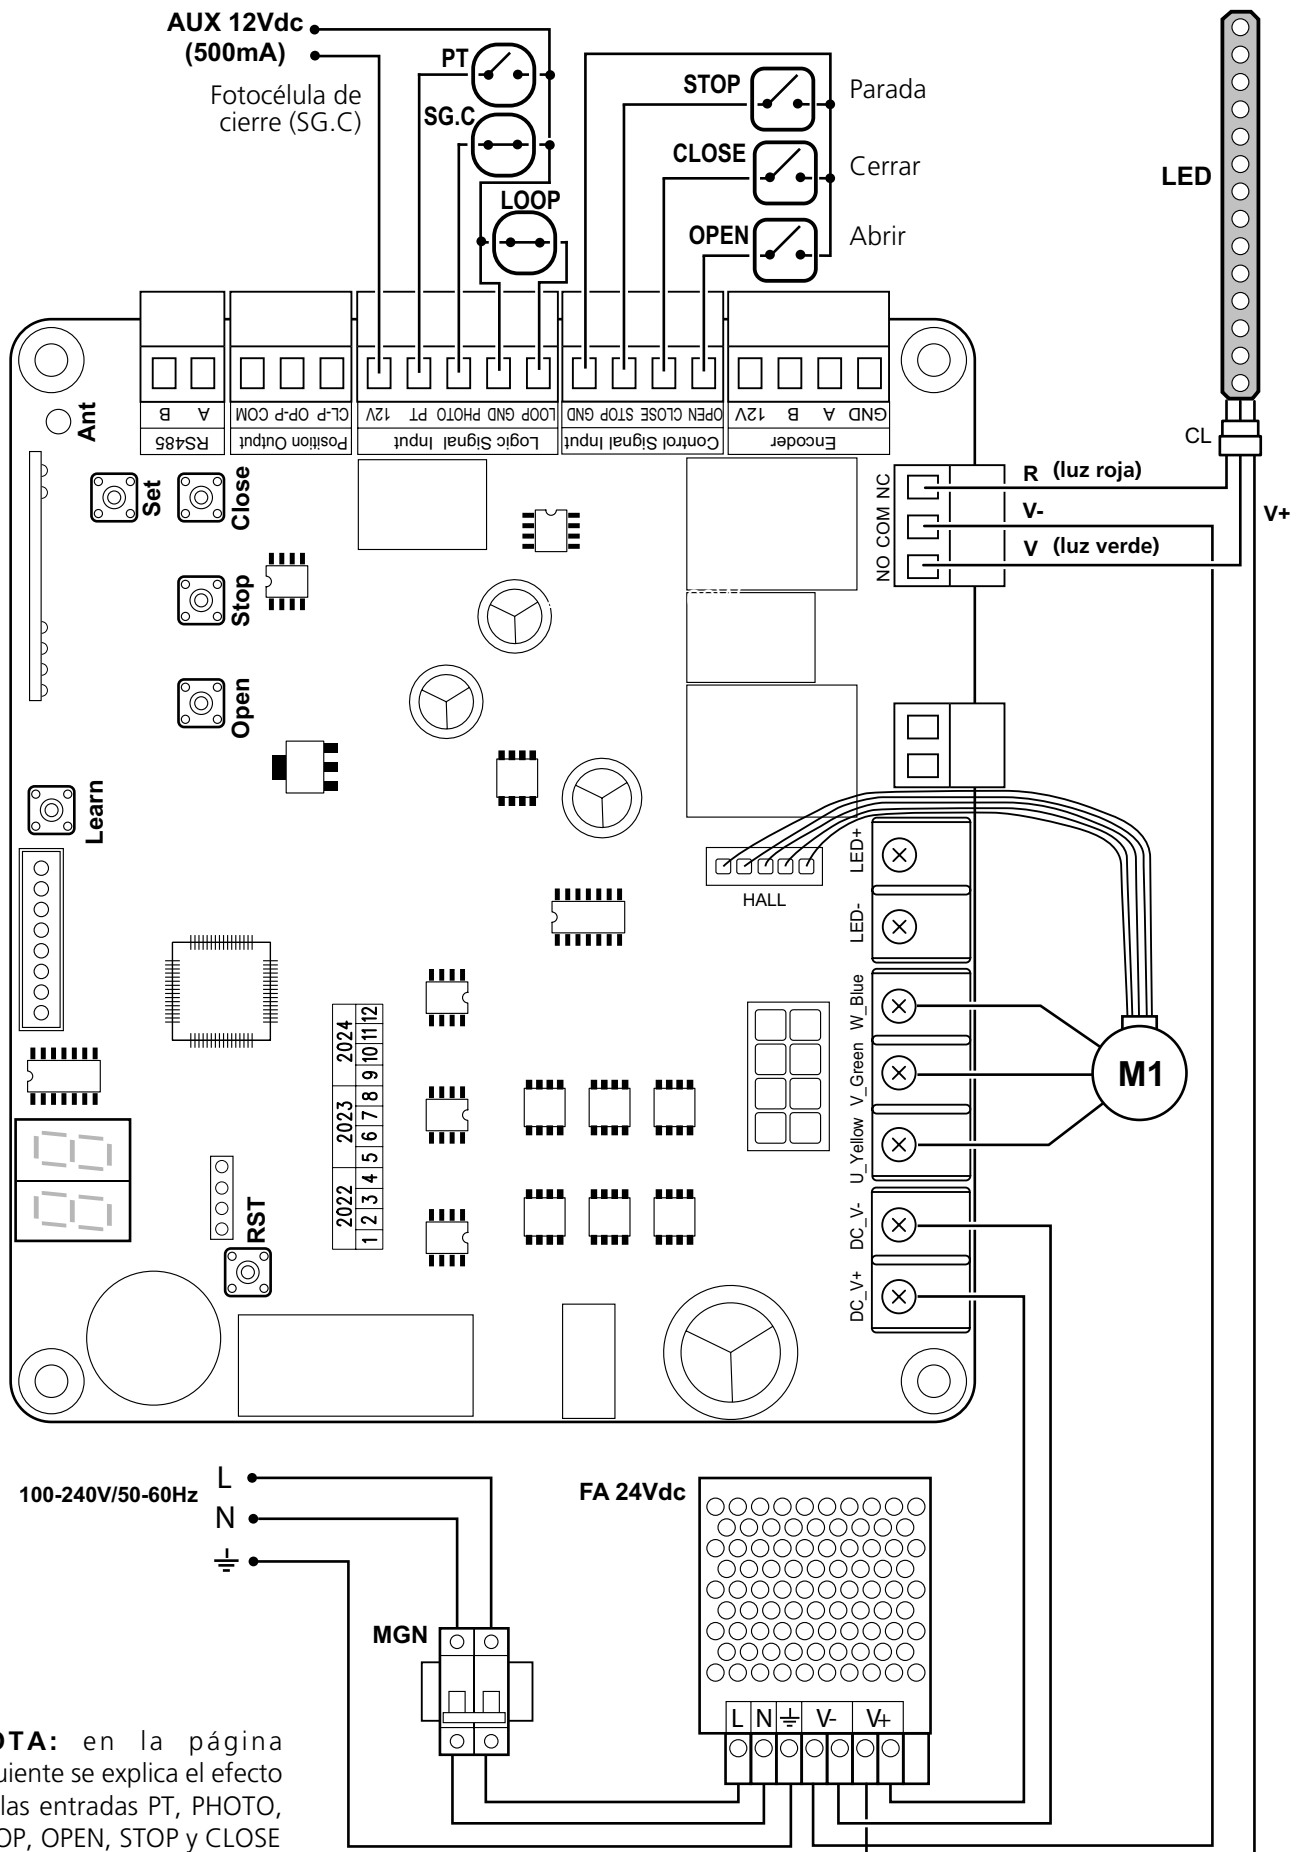 AUX 12Vdc
(500mA)
Fotocélula de
cierre (SG.C)
PT
SG.C
LOOP
STOP
Parada
CLOSE
Cerrar
OPEN
Abrir
LED
CL
R (luz roja)
V-
V (luz verde)
V+
B A
RS485
COM OP-P CL-P
Position Output
12V PT PHOTO GND LOOP
Logic Signal Input
GND STOP CLOSE OPEN
Control Signal Input
12V B A GND
Encoder
Ant
Set
Close
Stop
Open
Learn
NO COM NC
HALL
LED+
LED-
W_Blue
V_Green
U_Yellow
DC_V-
DC_V+
M1
2022 2023 2024
1 2 3 4 5 6 7 8 9 10 11 12
RST
100-240V/50-60Hz
L
N
MGN
FA 24Vdc
L N V- V+
OTA: en la página
uiente se explica el efecto
las entradas PT, PHOTO,
OP, OPEN, STOP y CLOSE